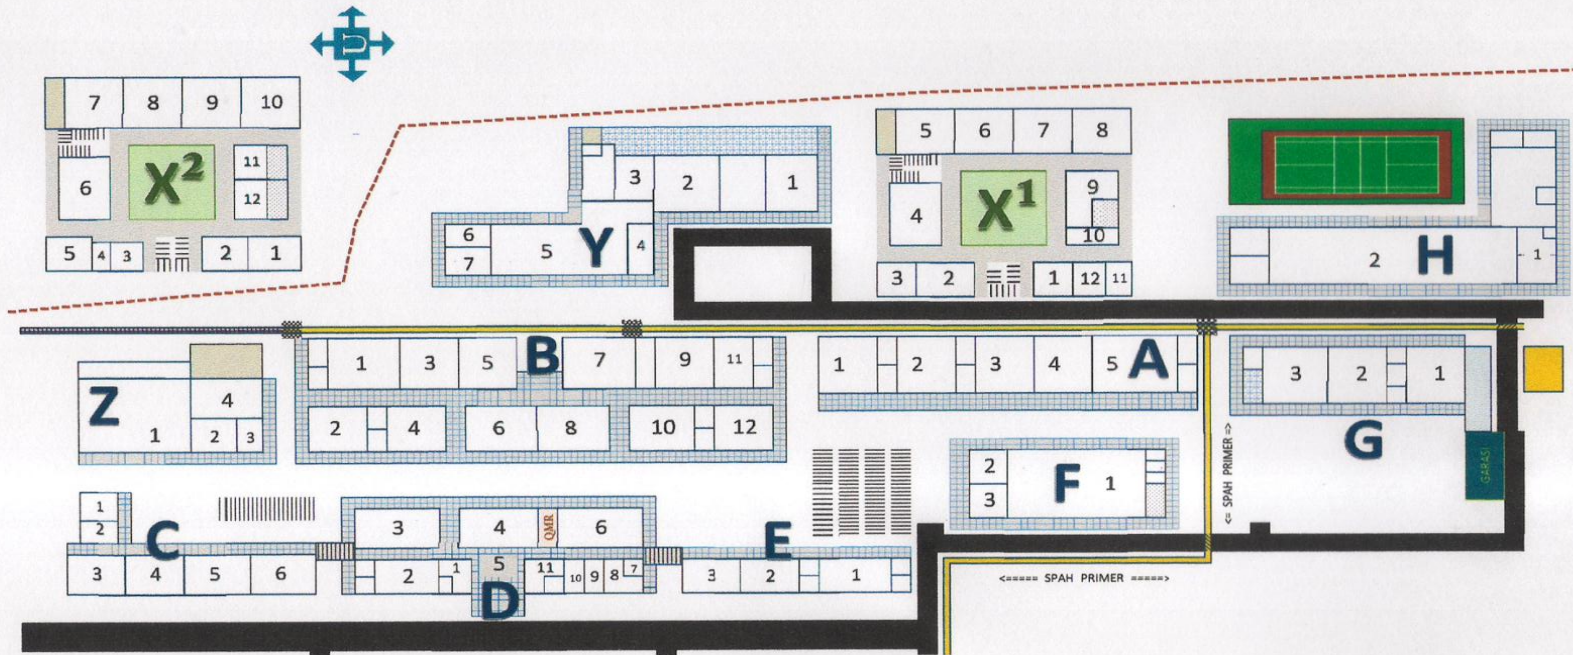 U
7 8 9 10
6 X² 11
12
5 4 3 2 1
3 2 1
6 5 Y 4
7
5 6 7 8
4 X¹ 9
10
3 2 1 12 11
2 H 1
1 3 5 B 7 9 11
2 4 6 8 10 12
1 2 3 4 5 A
3 2 1
G
GARASI
Z 4
1 2 3
<= SPAH PRIMER =>
2 F 1
3
1
2 C
3 4 5 6
3 4 QMR 6
2 1 5 11 10 9 8 7
D
E
3 2 1
<===== SPAH PRIMER =====>